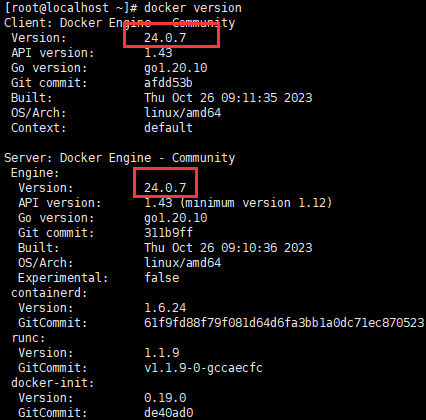 [root@localhost ~]# docker version
Client: Docker Engine - Community
Version: 24.0.7
API version: 1.43
Go version: go1.20.10
Git commit: afdd53b
Built: Thu Oct 26 09:11:35 2023
OS/Arch: linux/amd64
Context: default
Server: Docker Engine - Community
Engine:
Version: 24.0.7
API version: 1.43 (minimum version 1.12)
Go version: go1.20.10
Git commit: 311b9ff
Built: Thu Oct 26 09:10:36 2023
OS/Arch: linux/amd64
Experimental: false
containerd:
Version: 1.6.24
GitCommit: 61f9fd88f79f081d64d6fa3bb1a0dc71ec870523
runc:
Version: 1.1.9
GitCommit: v1.1.9-0-gccaecfc
docker-init:
Version: 0.19.0
GitCommit: de40ad0